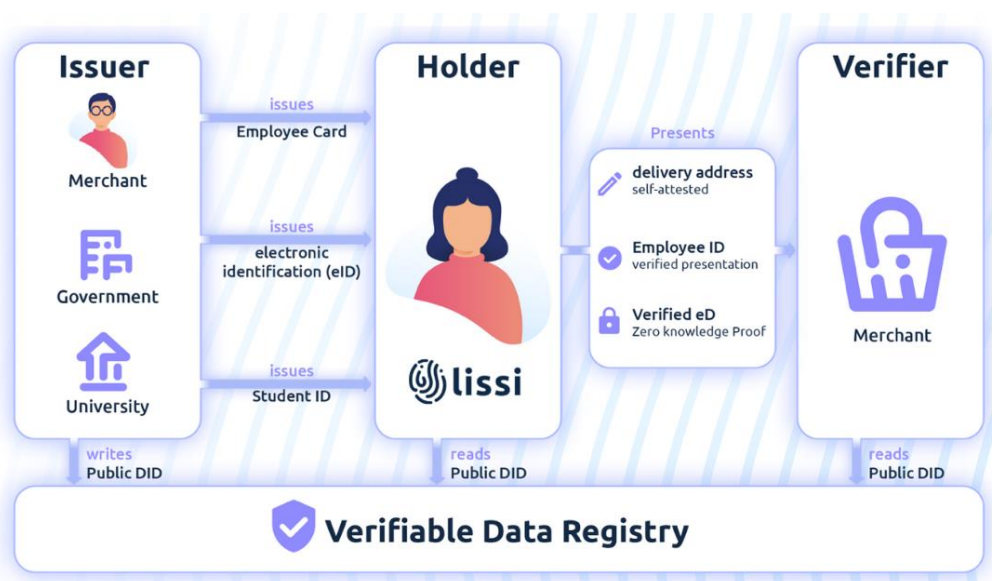 Issuer
Merchant
Government
University
issues
Employee Card
issues
electronic
identification (eID)
issues
Student ID
Holder
lissi
Presents
delivery address
self-attested
Employee ID
verified presentation
Verified eD
Zero knowledge Proof
Verifier
Merchant
writes
Public DID
reads
Public DID
reads
Public DID
Verifiable Data Registry